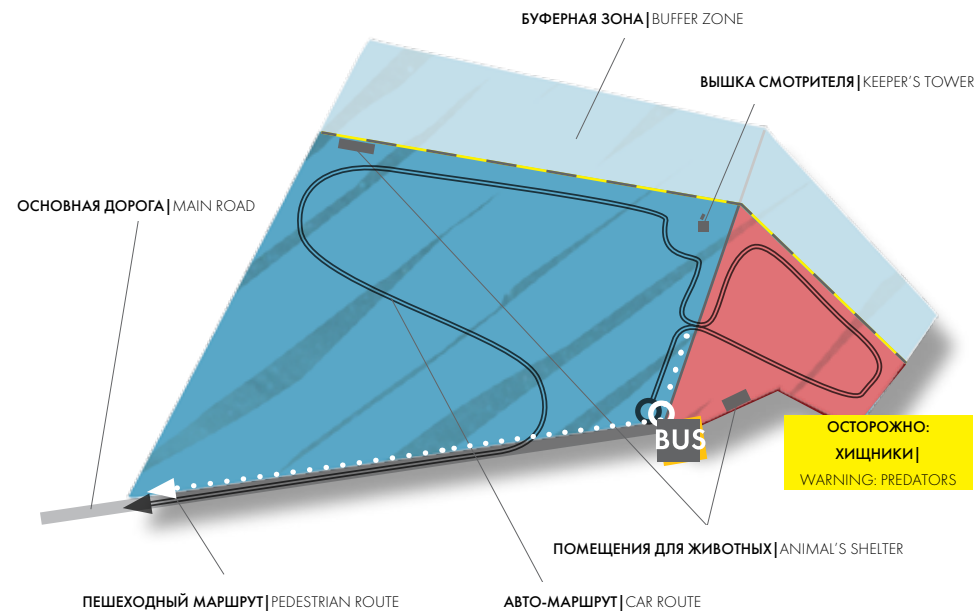 БУФЕРНАЯ ЗОНА|BUFFER ZONE
ВЫШКА СМОТРИТЕЛЯ|KEEPER'S TOWER
ОСНОВНАЯ ДОРОГА|MAIN ROAD
BUS
ОСТОРОЖНО:
ХИЩНИКИ|
WARNING: PREDATORS
ПОМЕЩЕНИЯ ДЛЯ ЖИВОТНЫХ|ANIMAL'S SHELTER
ПЕШЕХОДНЫЙ МАРШРУТ|PEDESTRIAN ROUTE
АВТО-МАРШРУТ|CAR ROUTE